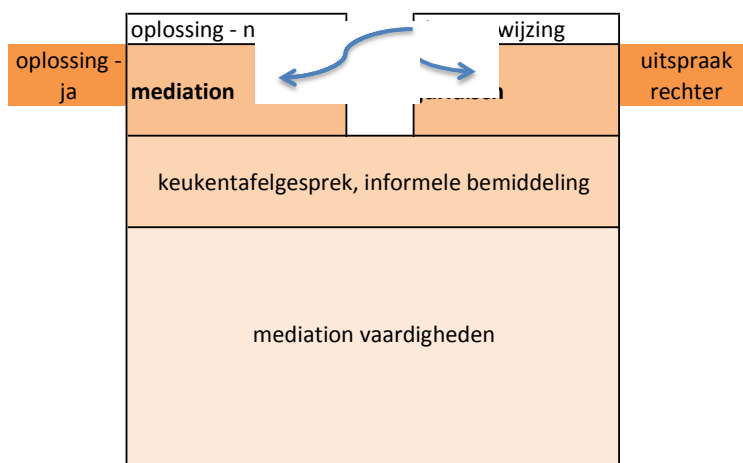 oplossing - n
wijzing
oplossing -
ja
mediation
uitspraak
rechter
keukentafelgesprek, informele bemiddeling
mediation vaardigheden